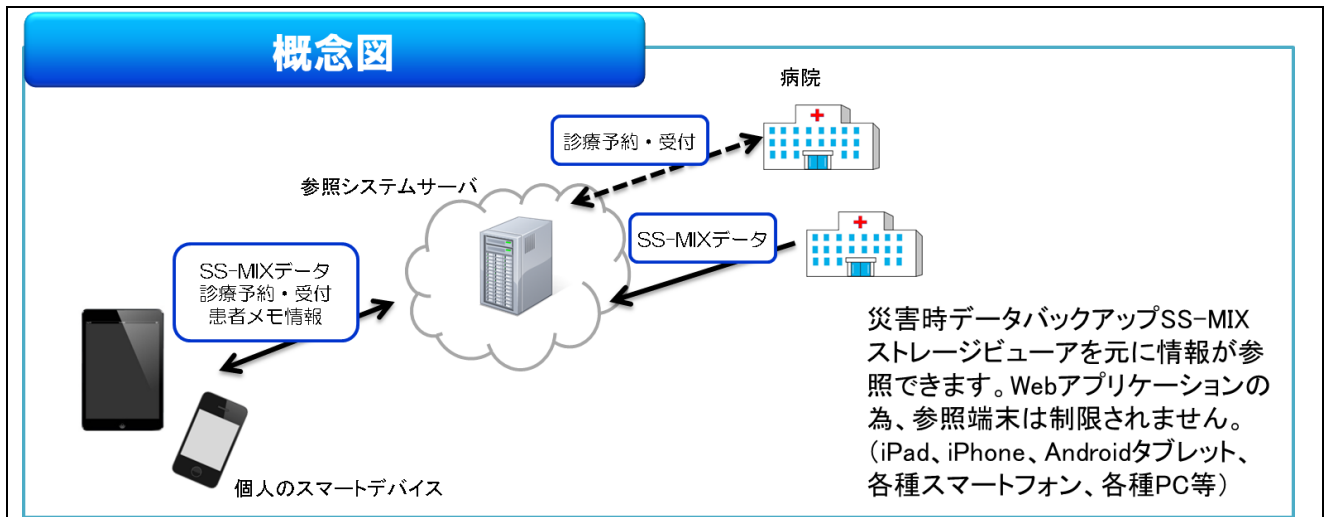 概念図
病院
診療予約・受付
参照システムサーバ
SS-MIXデータ
SS-MIXデータ
診療予約・受付
患者メモ情報
災害時データバックアップSS-MIX
ストレージビューアを元に情報が参
照できます。Webアプリケーションの
為、参照端末は制限されません。
（iPad、iPhone、Androidタブレット、
各種スマートフォン、各種PC等）
個人のスマートデバイス